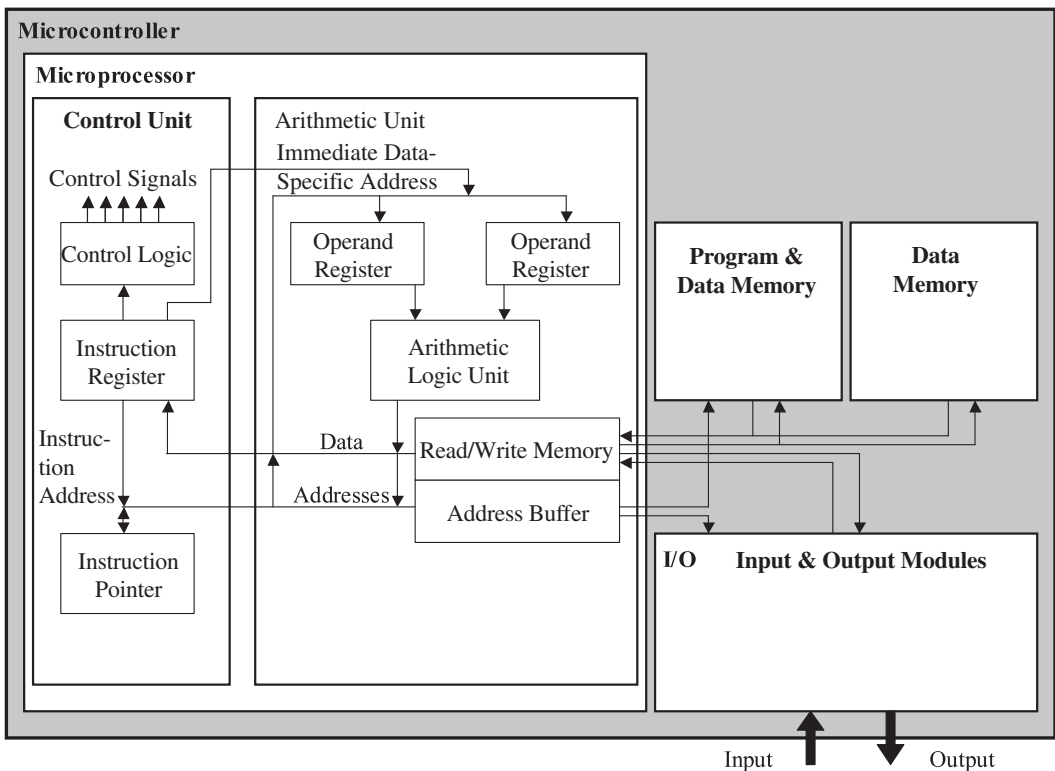 Microcontroller
Microprocessor
Control Unit
Control Signals
Control Logic
Instruction
Register
Instruc-
tion
Address
Instruction
Pointer
Arithmetic Unit
Immediate Data-
Specific Address
Operand
Register
Operand
Register
Arithmetic
Logic Unit
Data
Read/Write Memory
Addresses
Address Buffer
Program &
Data Memory
Data
Memory
I/O Input & Output Modules
Input
Output